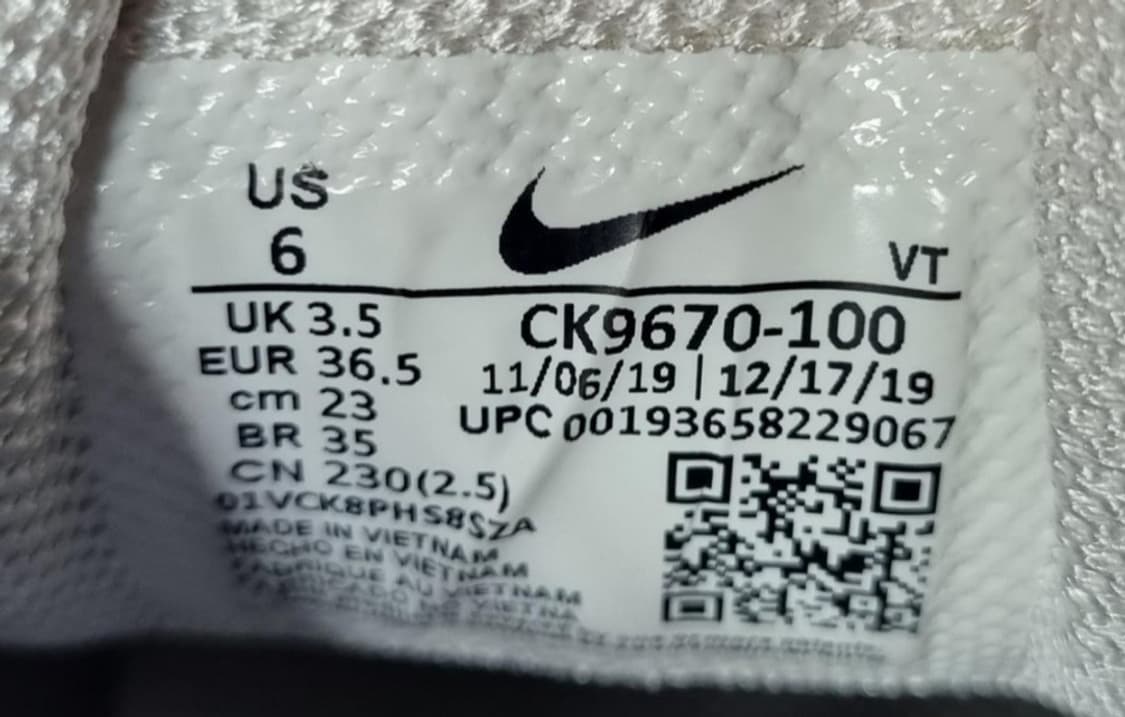 US
6
VT
UK 3.5
EUR 36.5
cm 23
BR 35
CN 230(2.5)
CK9670-100
11/06/19 | 12/17/19
UPC 00193658229067
01VCK8PHS8SZA
MADE IN VIETNAM
HECHO EN VIETNAM
FABRIQUE AU VIETNAM
VIETNA